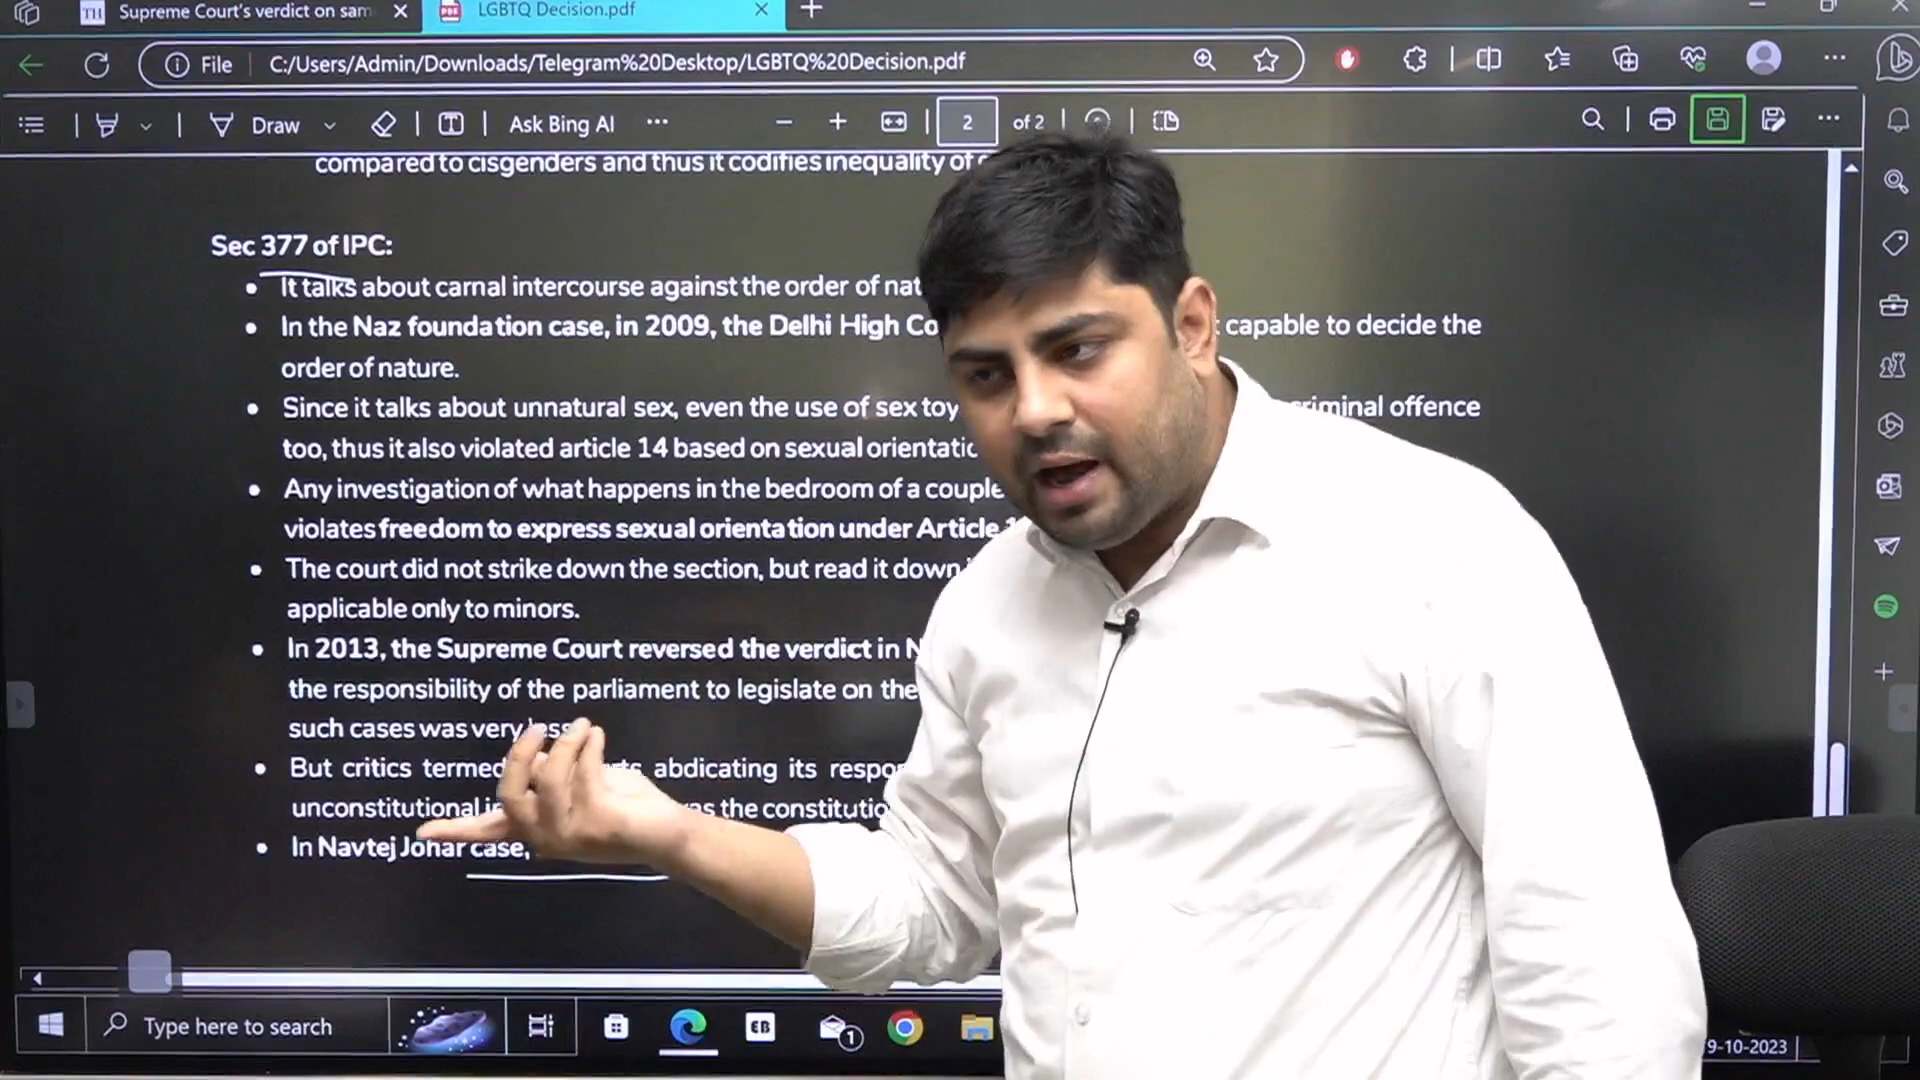 TH Supreme Court's verdict on sam
PDF LGBTQ Decision.pdf
File C:/Users/Admin/Downloads/Telegram%20Desktop/LGBTQ%20Decision.pdf
Draw Ask Bing AI 2 of 2
compared to cisgenders and thus it codifies inequality of
Sec 377 of IPC:
• It talks about carnal intercourse against the order of nat
• In the Naz foundation case, in 2009, the Delhi High Co capable to decide the
order of nature.
• Since it talks about unnatural sex, even the use of sex toy criminal offence
too, thus it also violated article 14 based on sexual orientatio
• Any investigation of what happens in the bedroom of a couple
violates freedom to express sexual orientation under Article
• The court did not strike down the section, but read it down
applicable only to minors.
• In 2013, the Supreme Court reversed the verdict in N
the responsibility of the parliament to legislate on the
such cases was very less
• But critics termed abdicating its respo
unconstitutional was the constitutio
• In Navtej Johar case,
Type here to search
EB
1
9-10-2023